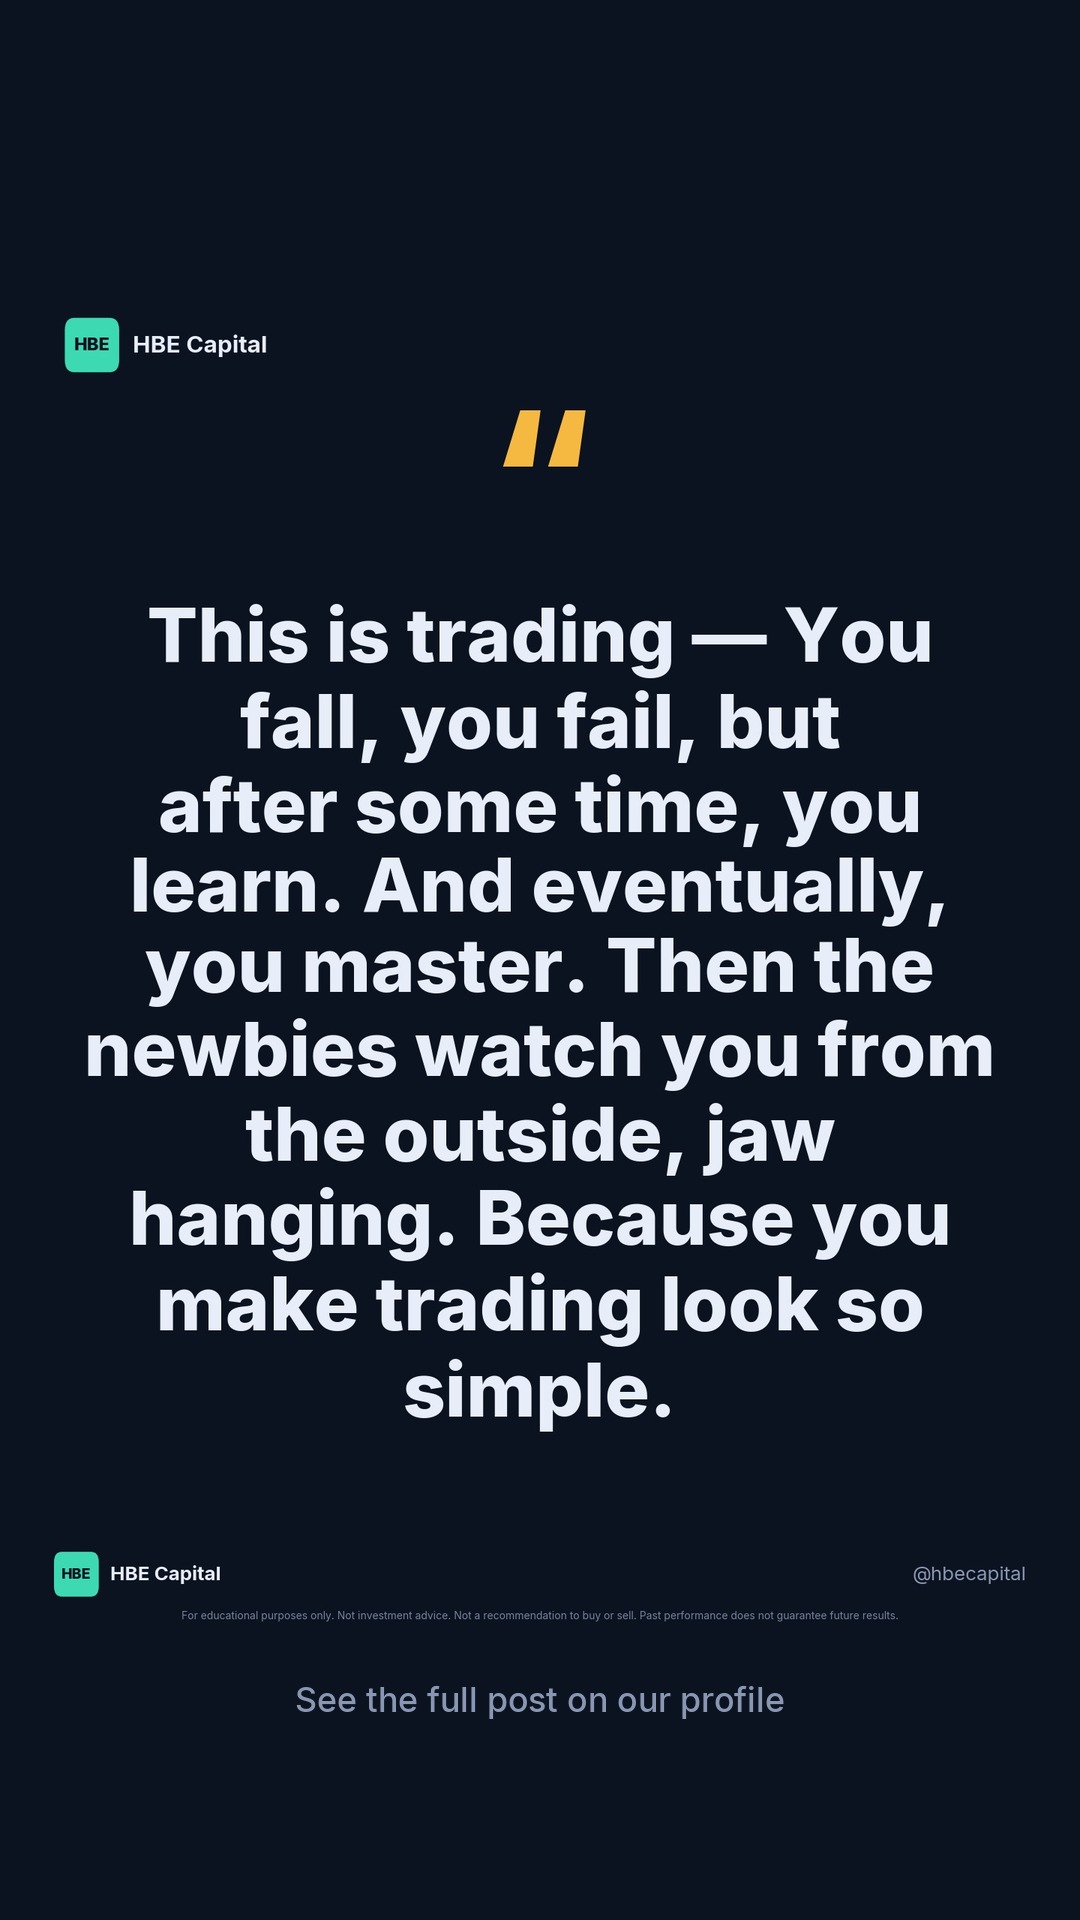 HBE HBE Capital
"
This is trading — You
fall, you fail, but
after some time, you
learn. And eventually,
you master. Then the
newbies watch you from
the outside, jaw
hanging. Because you
make trading look so
simple.
HBE HBE Capital @hbecapital
For educational purposes only. Not investment advice. Not a recommendation to buy or sell. Past performance does not guarantee future results.
See the full post on our profile